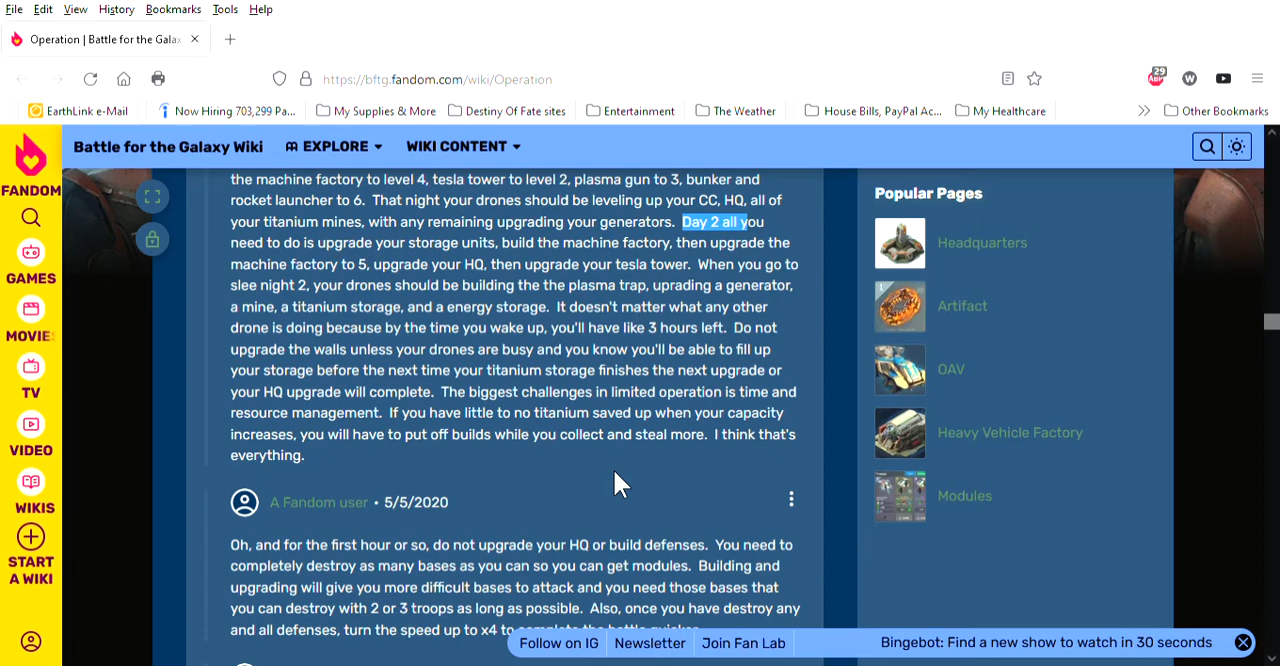 File Edit View History Bookmarks Tools Help
Operation | Battle for the Gala
https://bftg.fandom.com/wiki/Operation
29
EarthLink e-Mail
Now Hiring 703,299 Pa...
My Supplies & More
Destiny Of Fate sites
Entertainment
The Weather
House Bills, PayPal Ac...
My Healthcare
Other Bookmarks
FANDOM
GAMES
MOVIES
TV
VIDEO
WIKIS
START
A WIKI
Battle for the Galaxy Wiki
EXPLORE
WIKI CONTENT
the machine factory to level 4, tesla tower to level 2, plasma gun to 3, bunker and
rocket launcher to 6. That night your drones should be leveling up your CC, HQ, all of
your titanium mines, with any remaining upgrading your generators. Day 2 all you
need to do is upgrade your storage units, build the machine factory, then upgrade the
machine factory to 5, upgrade your HQ, then upgrade your tesla tower. When you go to
slee night 2, your drones should be building the the plasma trap, uprading a generator,
a mine, a titanium storage, and a energy storage. It doesn't matter what any other
drone is doing because by the time you wake up, you'll have like 3 hours left. Do not
upgrade the walls unless your drones are busy and you know you'll be able to fill up
your storage before the next time your titanium storage finishes the next upgrade or
your HQ upgrade will complete. The biggest challenges in limited operation is time and
resource management. If you have little to no titanium saved up when your capacity
increases, you will have to put off builds while you collect and steal more. I think that's
everything.
A Fandom user • 5/5/2020
Oh, and for the first hour or so, do not upgrade your HQ or build defenses. You need to
completely destroy as many bases as you can so you can get modules. Building and
upgrading will give you more difficult bases to attack and you need those bases that
you can destroy with 2 or 3 troops as long as possible. Also, once you have destroy any
and all defenses, turn the speed up to x4 to complete the battle quicker.
Popular Pages
Headquarters
Artifact
OAV
Heavy Vehicle Factory
Modules
Follow on IG
Newsletter
Join Fan Lab
Bingebot: Find a new show to watch in 30 seconds